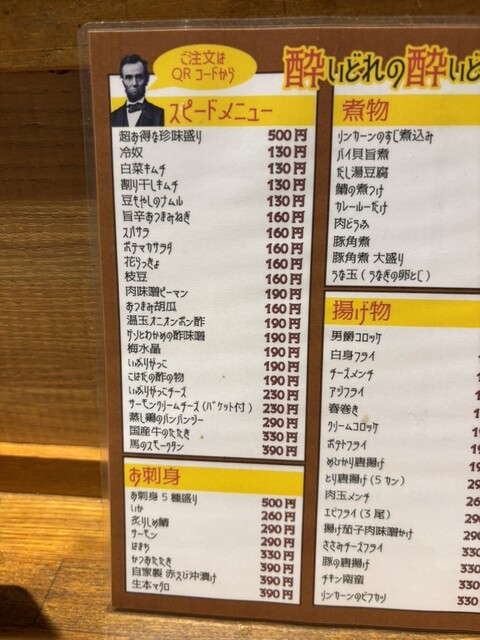 ご注文は
QRコードから
酔いどれの酔いど
スピードメニュー
超お得な珍味盛り 500円
冷奴 130円
白菜キムチ 130円
割り干しキムチ 130円
豆もやしのナムル 130円
旨辛あつまみねぎ 160円
スパサラ 160円
ポテマカサラダ 160円
花らっきょ 160円
枝豆 160円
肉味噌ピーマン 190円
おつまみ胡瓜 160円
温玉オニオンポン酢 190円
ゲソとわかめの酢味噌 190円
梅水晶 190円
いぶりがっこ 190円
こはだの酢の物 190円
いぶりがっこチーズ 230円
サーモンクリームチーズ(バケット付) 230円
蒸し鶏のバンバンジー 290円
国産牛のたたき 330円
馬のスモークタン 390円
お刺身
お刺身5種盛り 500円
いか 260円
炙りしめ鯖 290円
サーモン 290円
はまち 330円
かつおたたき 330円
自家製 赤えび沖漬け 390円
生本マグロ 390円
煮物
リンカーンのすじ煮込み
バイ貝旨煮
だし湯豆腐
鯖の煮つけ
カレールーだけ
肉どうふ
豚角煮
豚角煮 大盛り
うな玉(うなぎの卵とじ)
揚げ物
男爵コロッケ
白身フライ
チーズメンチ
アジフライ
春巻き
クリームコロッケ
ポテトフライ
めひかり唐揚げ
とり唐揚げ(5カン)
肉玉メンチ
エビフライ(3尾)
揚げ茄子肉味噌かけ
ささみチーズフライ 330
豚の唐揚げ 330
チキン南蛮 330
リンカーンのビフカツ 330